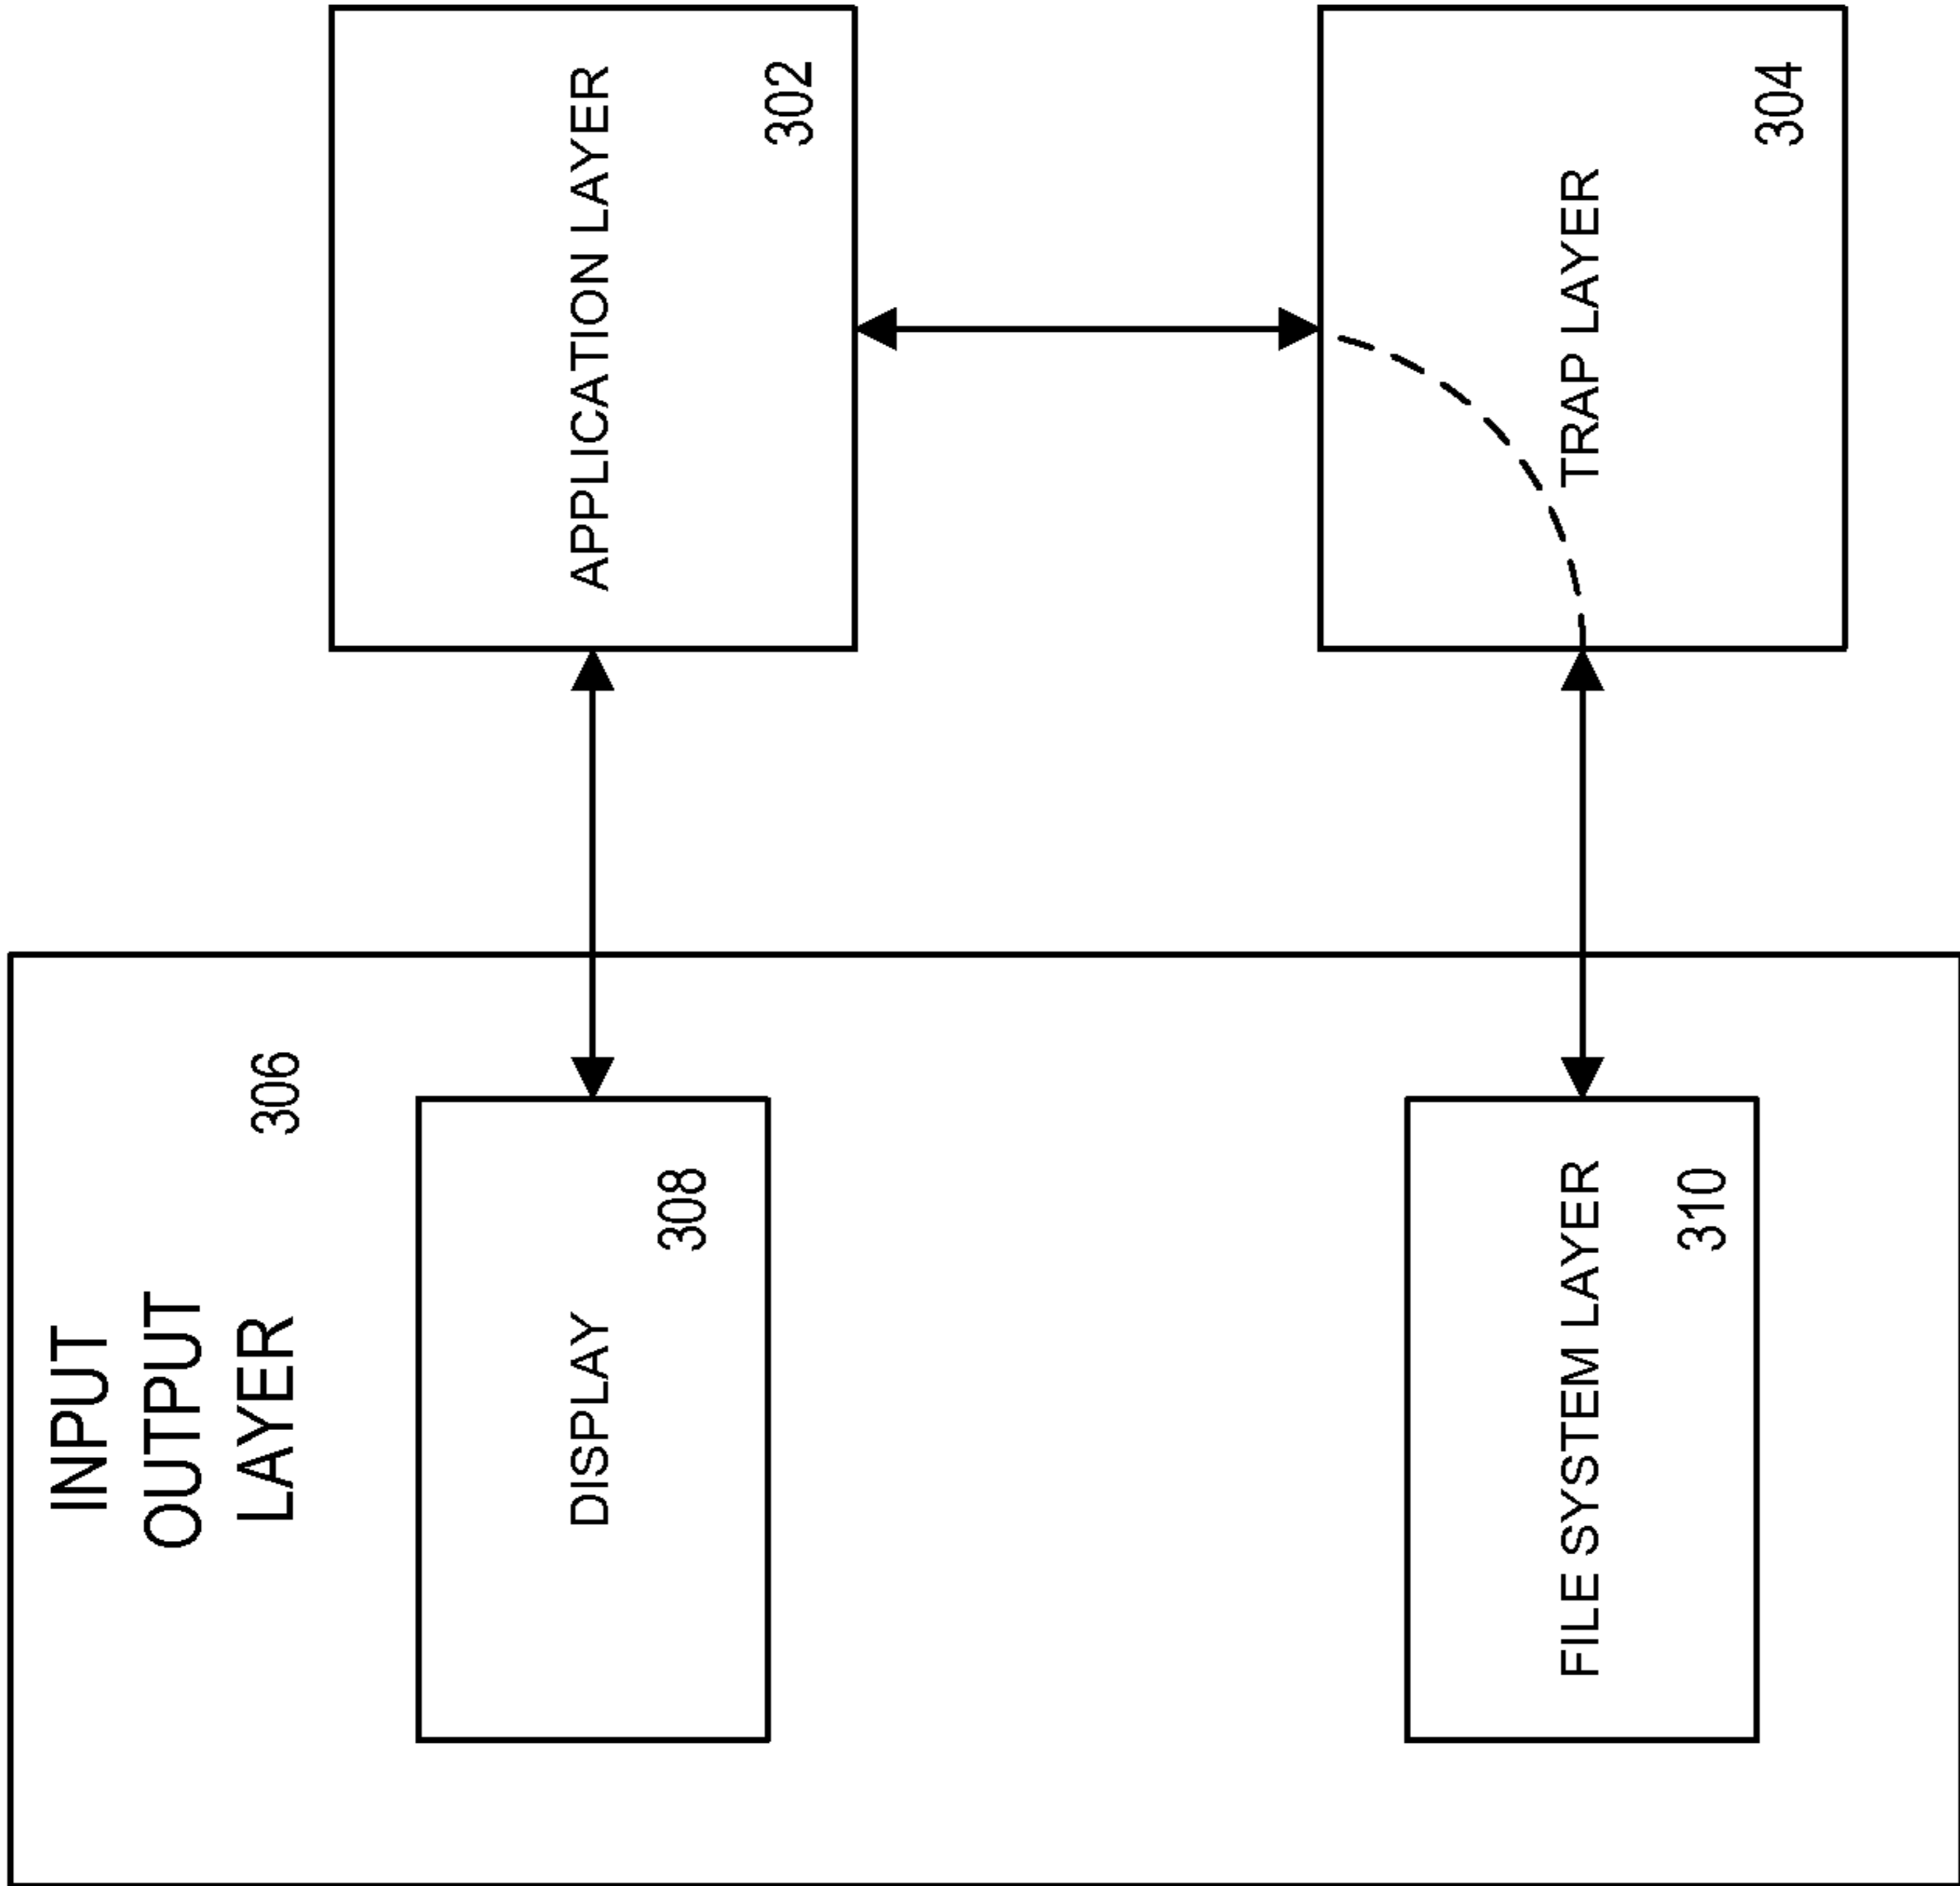 INPUT
OUTPUT
LAYER
306
DISPLAY
308
APPLICATION LAYER
302
FILE SYSTEM LAYER
310
TRAP LAYER
304